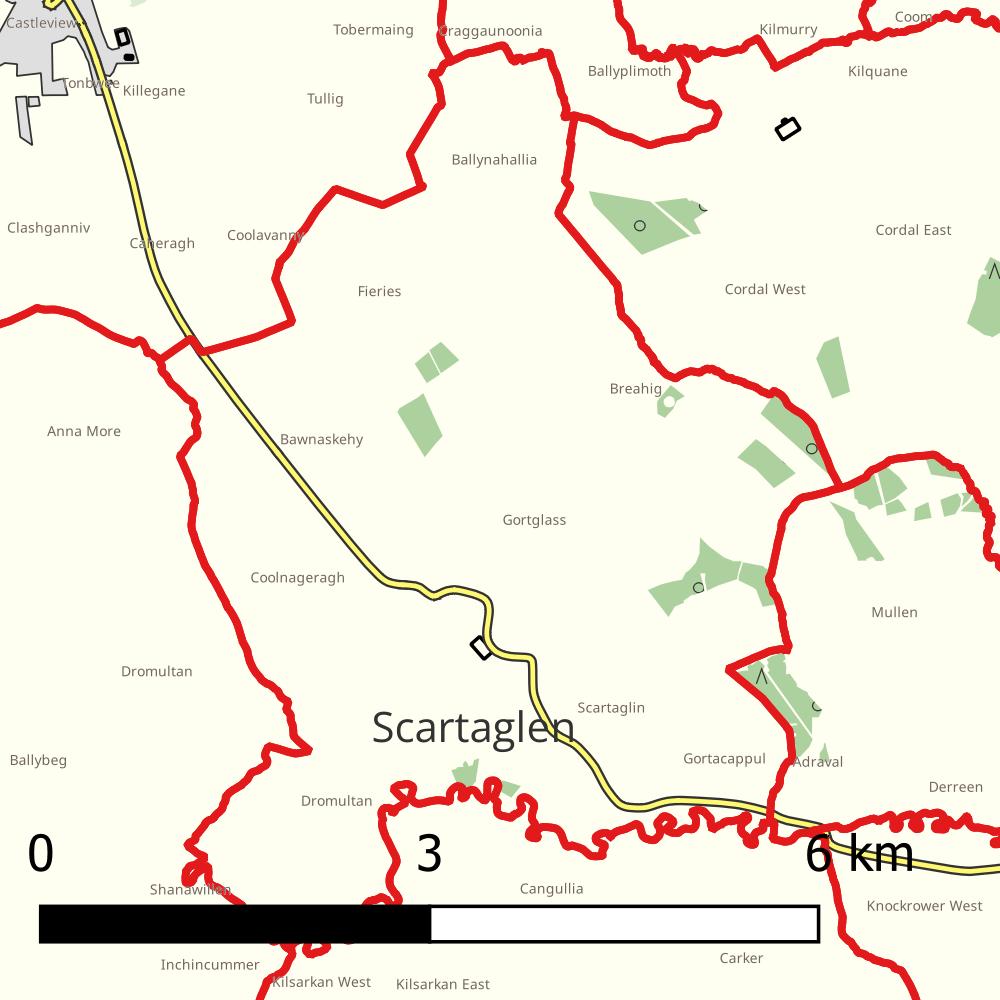 Castleview
Tobermaing
Craggaunoonia
Kilmurry
Coom
Tonbwee
Killegane
Ballyplimoth
Kilquane
Tullig
Ballynahallia
Clashganniv
Caheragh
Coolavanny
Cordal East
Fieries
Cordal West
Breahig
Anna More
Bawnaskehy
Gortglass
Coolnageragh
Mullen
Dromultan
Scartaglin
Scartaglen
Ballybeg
Gortacappul
Adraval
Derreen
Dromultan
0
3
6 km
Shanawillen
Cangullia
Knockrower West
Inchincummer
Carker
Kilsarkan West
Kilsarkan East